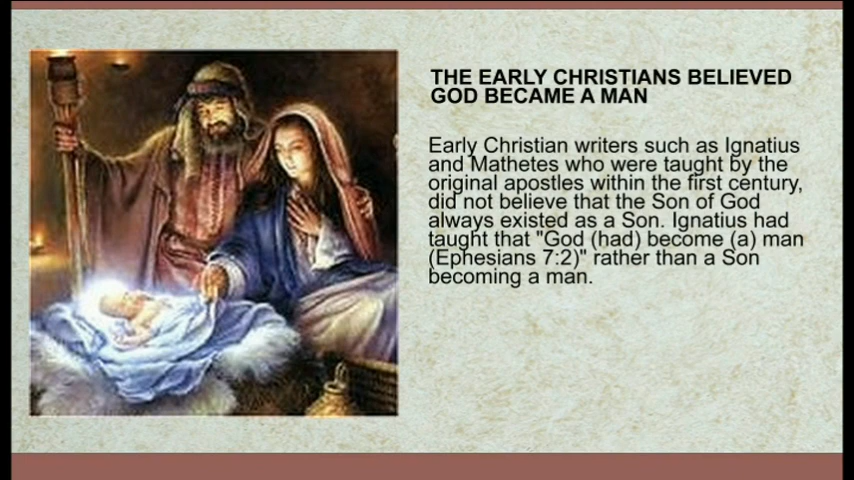 THE EARLY CHRISTIANS BELIEVED
GOD BECAME A MAN
Early Christian writers such as Ignatius
and Mathetes who were taught by the
original apostles within the first century,
did not believe that the Son of God
always existed as a Son. Ignatius had
taught that "God (had) become (a) man
(Ephesians 7:2)" rather than a Son
becoming a man.